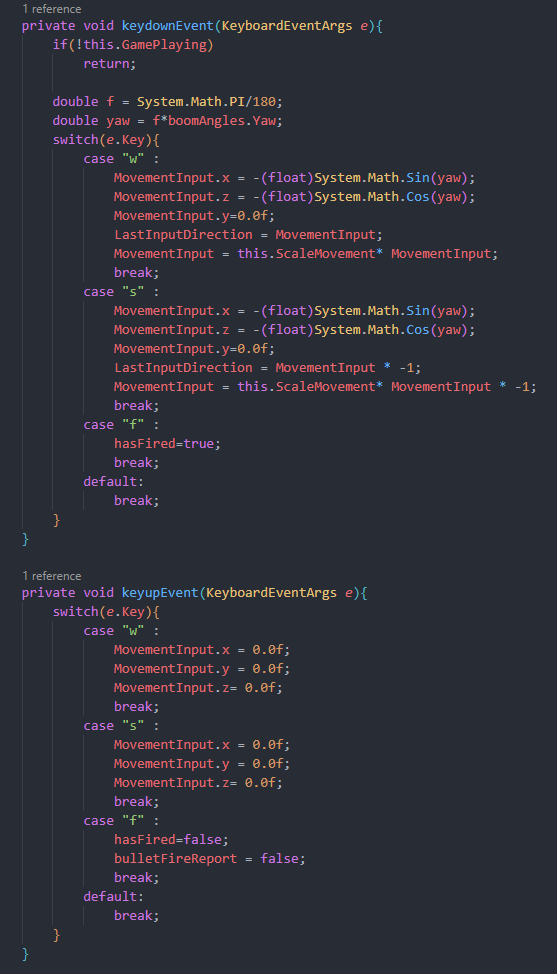 1 reference
private void keydownEvent(KeyboardEventArgs e){
    if(!this.GamePlaying)
        return;

    double f = System.Math.PI/180;
    double yaw = f*boomAngles.Yaw;
    switch(e.Key){
        case "w" :
            MovementInput.x = -(float)System.Math.Sin(yaw);
            MovementInput.z = -(float)System.Math.Cos(yaw);
            MovementInput.y=0.0f;
            LastInputDirection = MovementInput;
            MovementInput = this.ScaleMovement* MovementInput;
            break;
        case "s" :
            MovementInput.x = -(float)System.Math.Sin(yaw);
            MovementInput.z = -(float)System.Math.Cos(yaw);
            MovementInput.y=0.0f;
            LastInputDirection = MovementInput * -1;
            MovementInput = this.ScaleMovement* MovementInput * -1;
            break;
        case "f" :
            hasFired=true;
            break;
        default:
            break;
    }
}

1 reference
private void keyupEvent(KeyboardEventArgs e){
    switch(e.Key){
        case "w" :
            MovementInput.x = 0.0f;
            MovementInput.y = 0.0f;
            MovementInput.z= 0.0f;
            break;
        case "s" :
            MovementInput.x = 0.0f;
            MovementInput.y = 0.0f;
            MovementInput.z= 0.0f;
            break;
        case "f" :
            hasFired=false;
            bulletFireReport = false;
            break;
        default:
            break;
    }
}